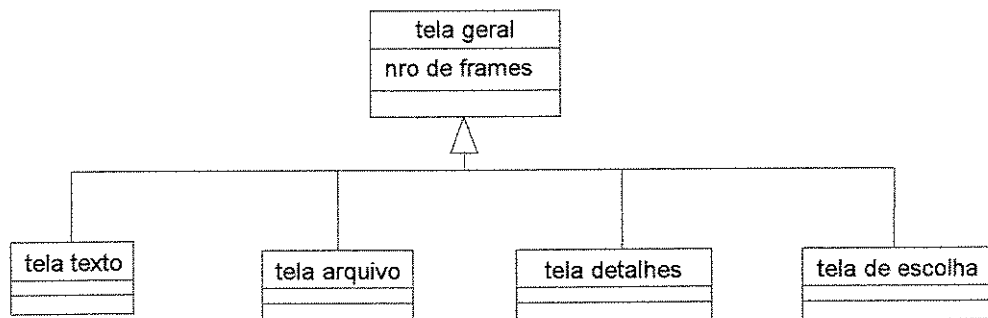 tela geral
nro de frames
tela texto
tela arquivo
tela detalhes
tela de escolha